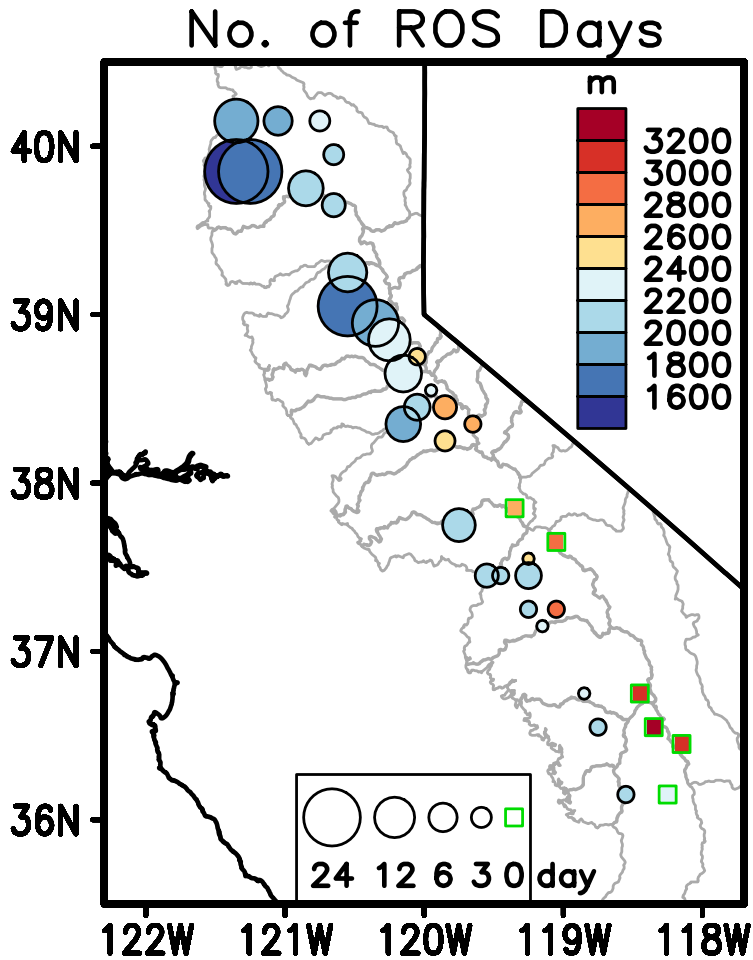 No. of ROS Days
m
3200
3000
2800
2600
2400
2200
2000
1800
1600
40N
39N
38N
37N
36N
24 12 6 3 0 day
122W 121W 120W 119W 118W